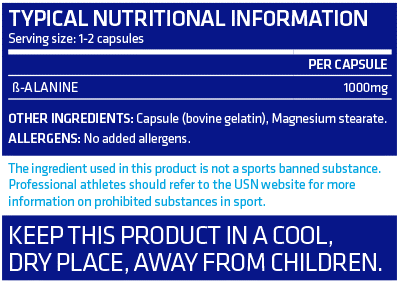 TYPICAL NUTRITIONAL INFORMATION
Serving size: 1-2 capsules
PER CAPSULE
ß-ALANINE 1000mg
OTHER INGREDIENTS: Capsule (bovine gelatin), Magnesium stearate.
ALLERGENS: No added allergens.
The ingredient used in this product is not a sports banned substance.
Professional athletes should refer to the USN website for more
information on prohibited substances in sport.
KEEP THIS PRODUCT IN A COOL,
DRY PLACE, AWAY FROM CHILDREN.